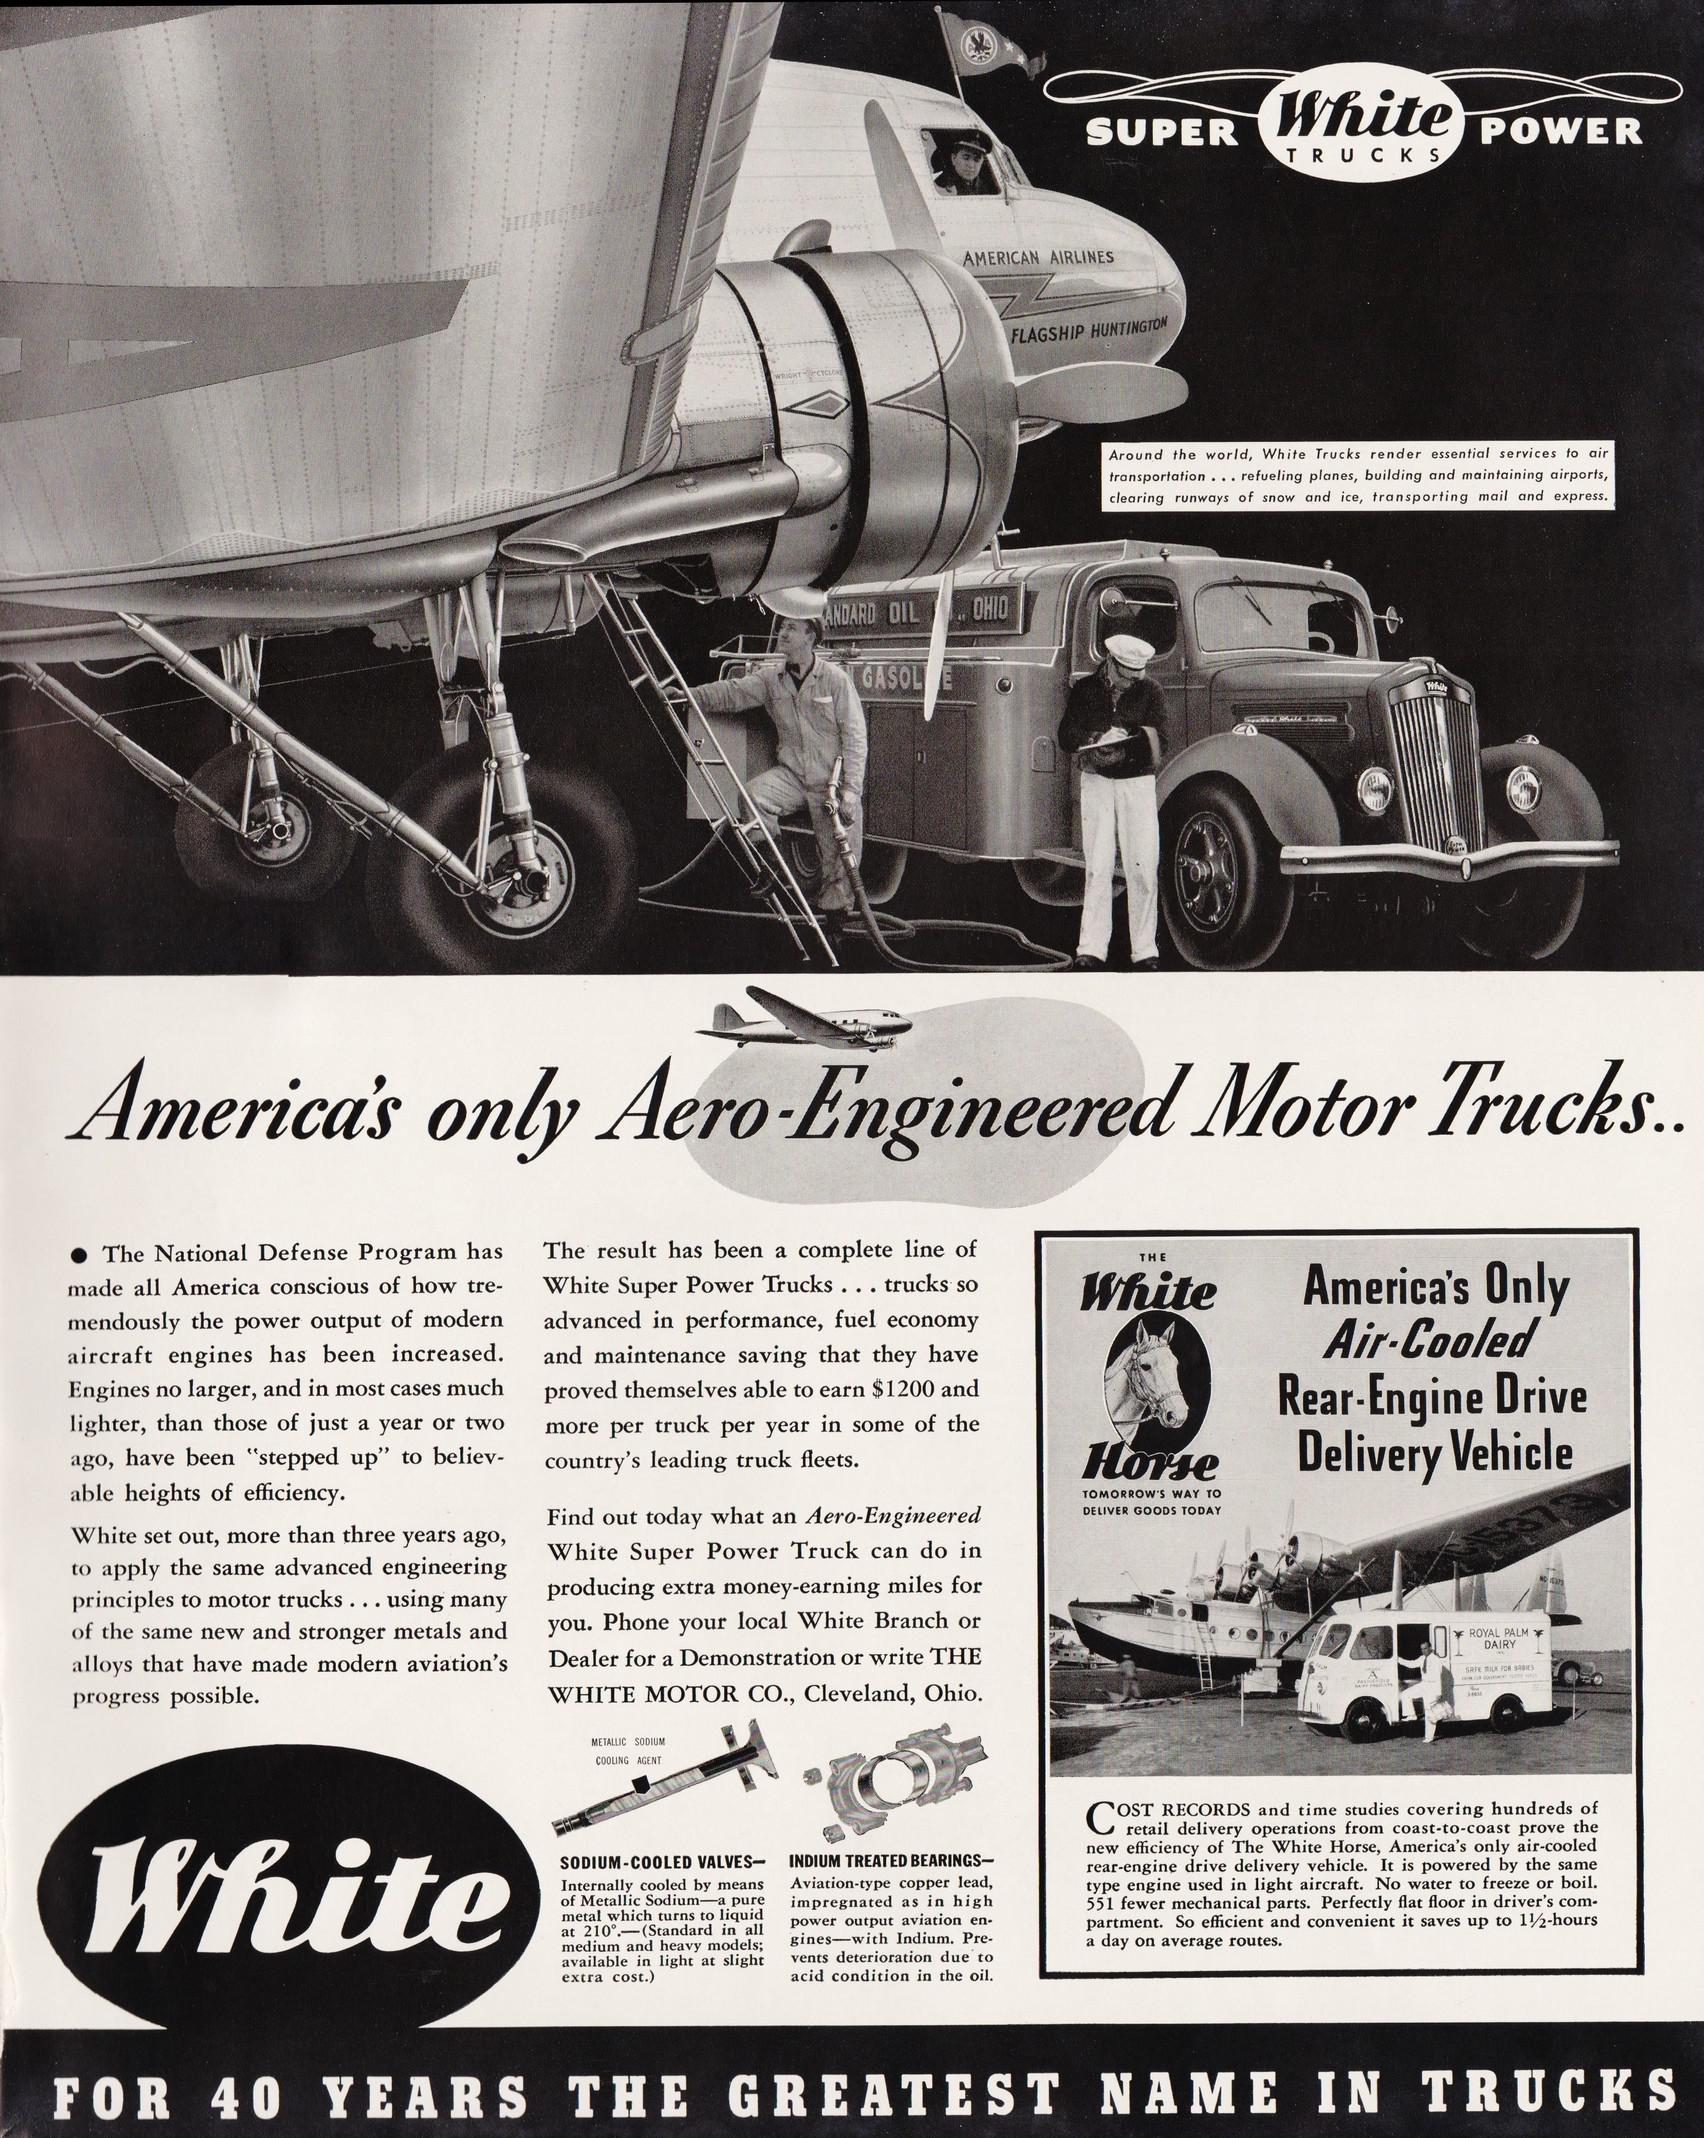 SUPER White POWER
TRUCKS
AMERICAN AIRLINES
FLAGSHIP HUNTINGTON
WRIGHT CYCLONE
Around the world, White Trucks render essential services to air
transportation . . . refueling planes, building and maintaining airports,
clearing runways of snow and ice, transporting mail and express.
ANDARD OIL OHIO
GASOL E
White
America's only Aero-Engineered Motor Trucks..
● The National Defense Program has
made all America conscious of how tre-
mendously the power output of modern
aircraft engines has been increased.
Engines no larger, and in most cases much
lighter, than those of just a year or two
ago, have been "stepped up" to believ-
able heights of efficiency.
White set out, more than three years ago,
to apply the same advanced engineering
principles to motor trucks . . . using many
of the same new and stronger metals and
alloys that have made modern aviation's
progress possible.
The result has been a complete line of
White Super Power Trucks . . . trucks so
advanced in performance, fuel economy
and maintenance saving that they have
proved themselves able to earn $1200 and
more per truck per year in some of the
country's leading truck fleets.
Find out today what an Aero-Engineered
White Super Power Truck can do in
producing extra money-earning miles for
you. Phone your local White Branch or
Dealer for a Demonstration or write THE
WHITE MOTOR CO., Cleveland, Ohio.
METALLIC SODIUM
COOLING AGENT
SODIUM-COOLED VALVES—
Internally cooled by means
of Metallic Sodium—a pure
metal which turns to liquid
at 210°.—(Standard in all
medium and heavy models;
available in light at slight
extra cost.)
INDIUM TREATED BEARINGS—
Aviation-type copper lead,
impregnated as in high
power output aviation en-
gines—with Indium. Pre-
vents deterioration due to
acid condition in the oil.
THE
White
Horse
TOMORROW'S WAY TO
DELIVER GOODS TODAY
America's Only
Air-Cooled
Rear-Engine Drive
Delivery Vehicle
ROYAL PALM
DAIRY
SAFE MILK FOR BABIES
COST RECORDS and time studies covering hundreds of
retail delivery operations from coast-to-coast prove the
new efficiency of The White Horse, America's only air-cooled
rear-engine drive delivery vehicle. It is powered by the same
type engine used in light aircraft. No water to freeze or boil.
551 fewer mechanical parts. Perfectly flat floor in driver's com-
partment. So efficient and convenient it saves up to 1½-hours
a day on average routes.
White
FOR 40 YEARS THE GREATEST NAME IN TRUCKS